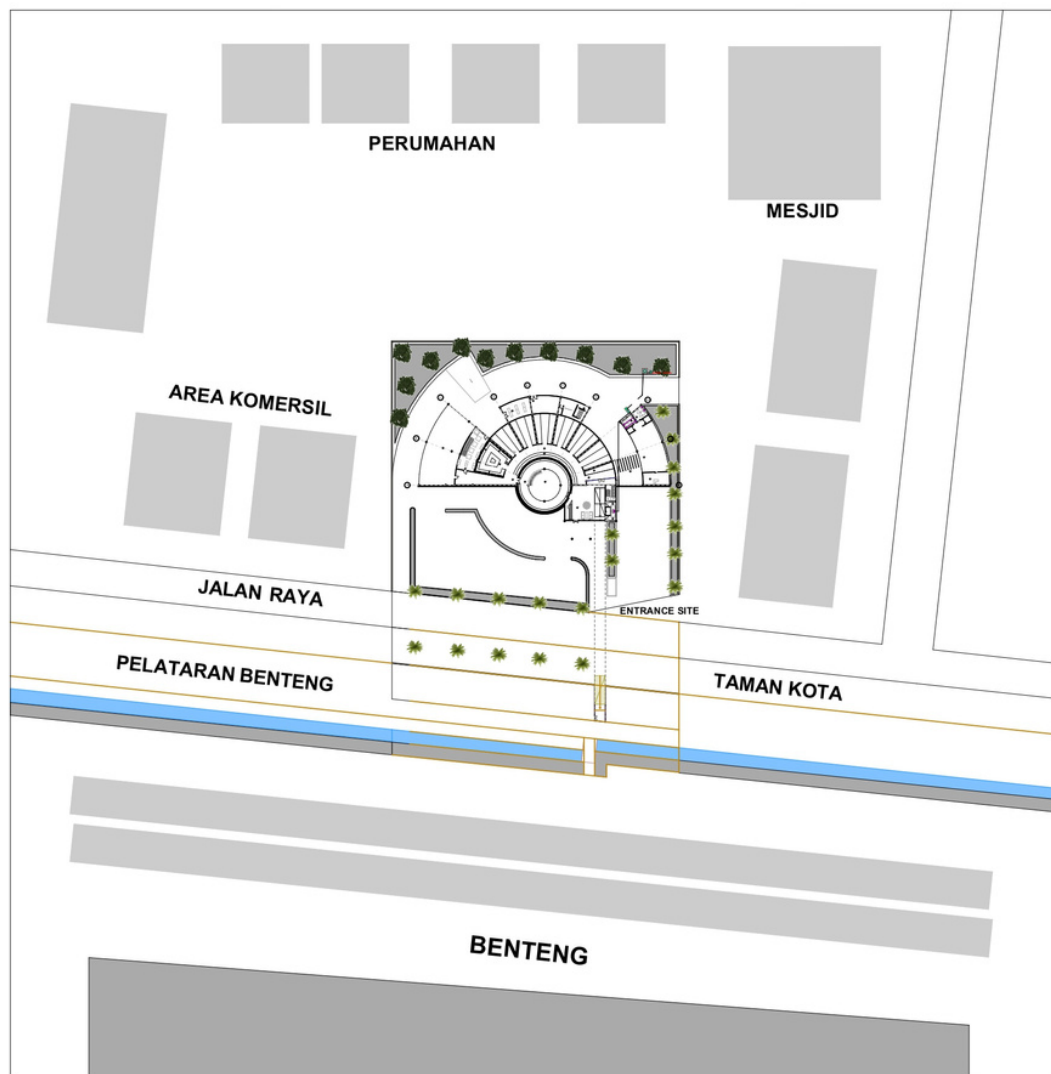 PERUMAHAN
MESJID
AREA KOMERSIL
JALAN RAYA
ENTRANCE SITE
PELATARAN BENTENG
TAMAN KOTA
BENTENG